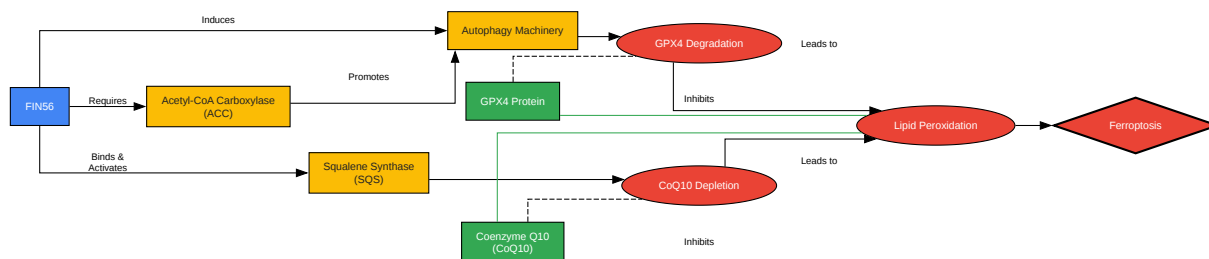 Induces
Autophagy Machinery
GPX4 Degradation
Leads to
Promotes
FIN56
Requires
Acetyl-CoA Carboxylase
(ACC)
GPX4 Protein
Inhibits
Lipid Peroxidation
Ferroptosis
Binds &
Activates
Squalene Synthase
(SQS)
CoQ10 Depletion
Leads to
Coenzyme Q10
(CoQ10)
Inhibits